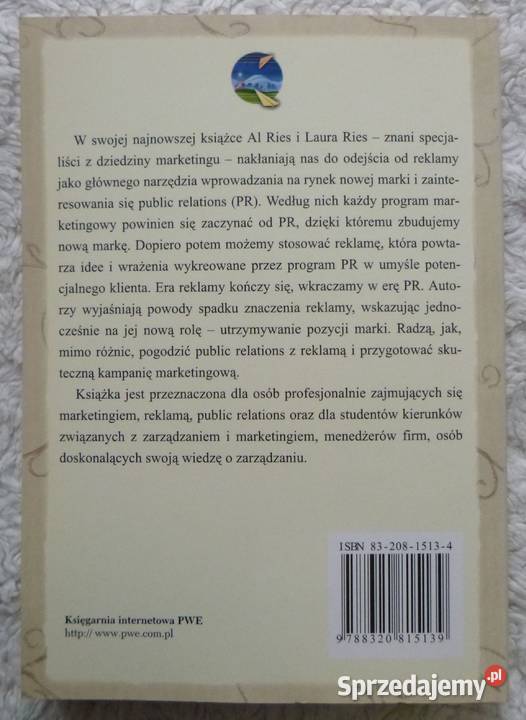 W swojej najnowszej książce Al Ries i Laura Ries – znani specja-
liści z dziedziny marketingu – nakłaniają nas do odejścia od reklamy
jako głównego narzędzia wprowadzania na rynek nowej marki i zainte-
resowania się public relations (PR). Według nich każdy program mar-
ketingowy powinien się zaczynać od PR, dzięki któremu zbudujemy
nową markę. Dopiero potem możemy stosować reklamę, która powta-
rza idee i wrażenia wykreowane przez program PR w umyśle poten-
cjalnego klienta. Era reklamy kończy się, wkraczamy w erę PR. Auto-
rzy wyjaśniają powody spadku znaczenia reklamy, wskazując jedno-
cześnie na jej nową rolę – utrzymywanie pozycji marki. Radzą, jak,
mimo różnic, pogodzić public relations z reklamą i przygotować sku-
teczną kampanię marketingową.
Książka jest przeznaczona dla osób profesjonalnie zajmujących się
marketingiem, reklamą, public relations oraz dla studentów kierunków
związanych z zarządzaniem i marketingiem, menedżerów firm, osób
doskonalących swoją wiedzę o zarządzaniu.
ISBN 83-208-1513-4
9 788320 815139
Księgarnia internetowa PWE
http// www.pwe.com.pl
Sprzedajemy.pl